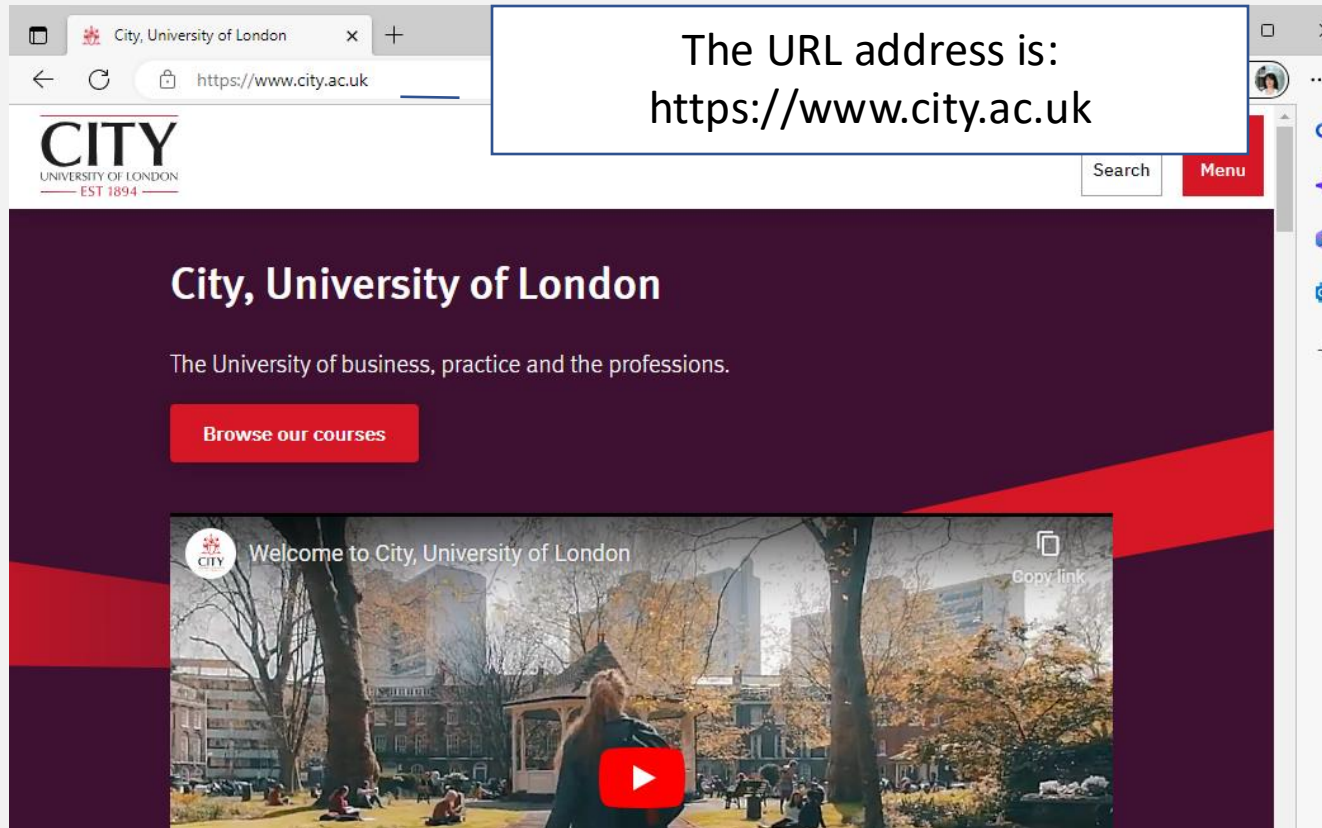 City, University of London
The URL address is:
https://www.city.ac.uk
https://www.city.ac.uk
CITY
UNIVERSITY OF LONDON
EST 1894
Search
Menu
City, University of London
The University of business, practice and the professions.
Browse our courses
CITY
Welcome to City, University of London
Copy link